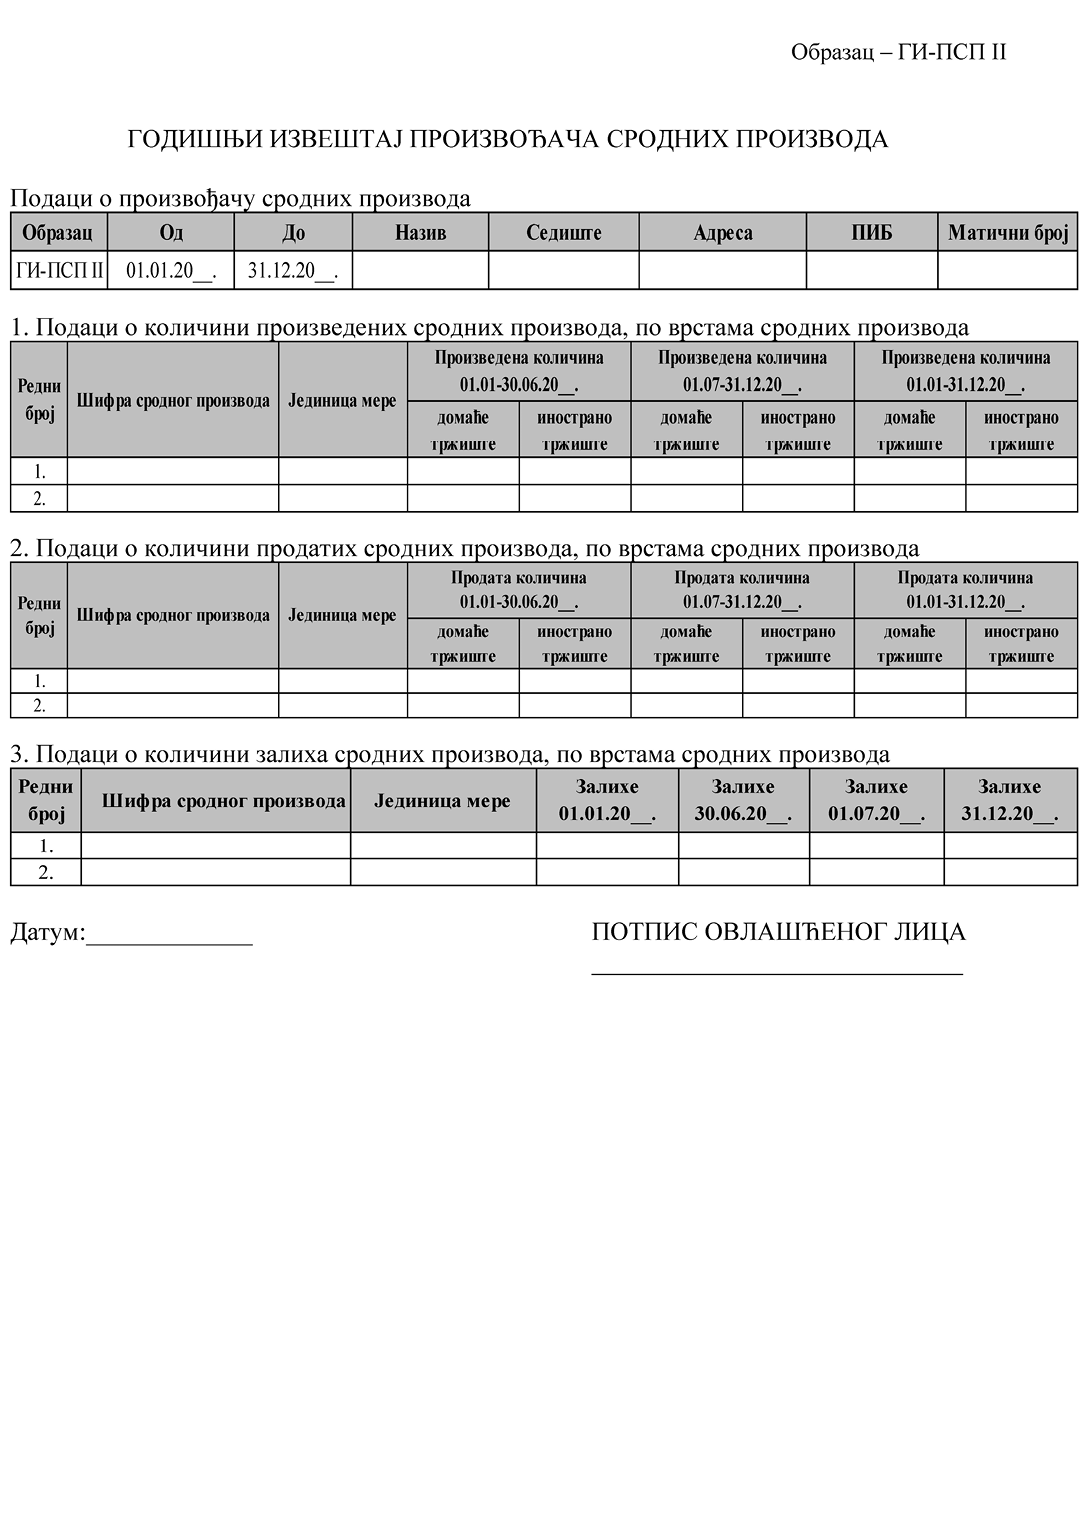 Образац – ГИ-ПСП II
ГОДИШЊИ ИЗВЕШТАЈ ПРОИЗВОЂАЧА СРОДНИХ ПРОИЗВОДА
Подаци о произвођачу сродних производа
Образац Од До Назив Седиште Адреса ПИБ Матични број
ГИ-ПСП II 01.01.20__. 31.12.20__.
1. Подаци о количини произведених сродних производа, по врстама сродних производа
Редни број Шифра сродног производа Јединица мере Произведена количина 01.01-30.06.20__. Произведена количина 01.07-31.12.20__. Произведена количина 01.01-31.12.20__.
домаће тржиште инострано тржиште домаће тржиште инострано тржиште домаће тржиште инострано тржиште
1.
2.
2. Подаци о количини продатих сродних производа, по врстама сродних производа
Редни број Шифра сродног производа Јединица мере Продата количина 01.01-30.06.20__. Продата количина 01.07-31.12.20__. Продата количина 01.01-31.12.20__.
домаће тржиште инострано тржиште домаће тржиште инострано тржиште домаће тржиште инострано тржиште
1.
2.
3. Подаци о количини залиха сродних производа, по врстама сродних производа
Редни број Шифра сродног производа Јединица мере Залихе 01.01.20__. Залихе 30.06.20__. Залихе 01.07.20__. Залихе 31.12.20__.
1.
2.
Датум:_____________ ПОТПИС ОВЛАШЋЕНОГ ЛИЦА
_____________________________